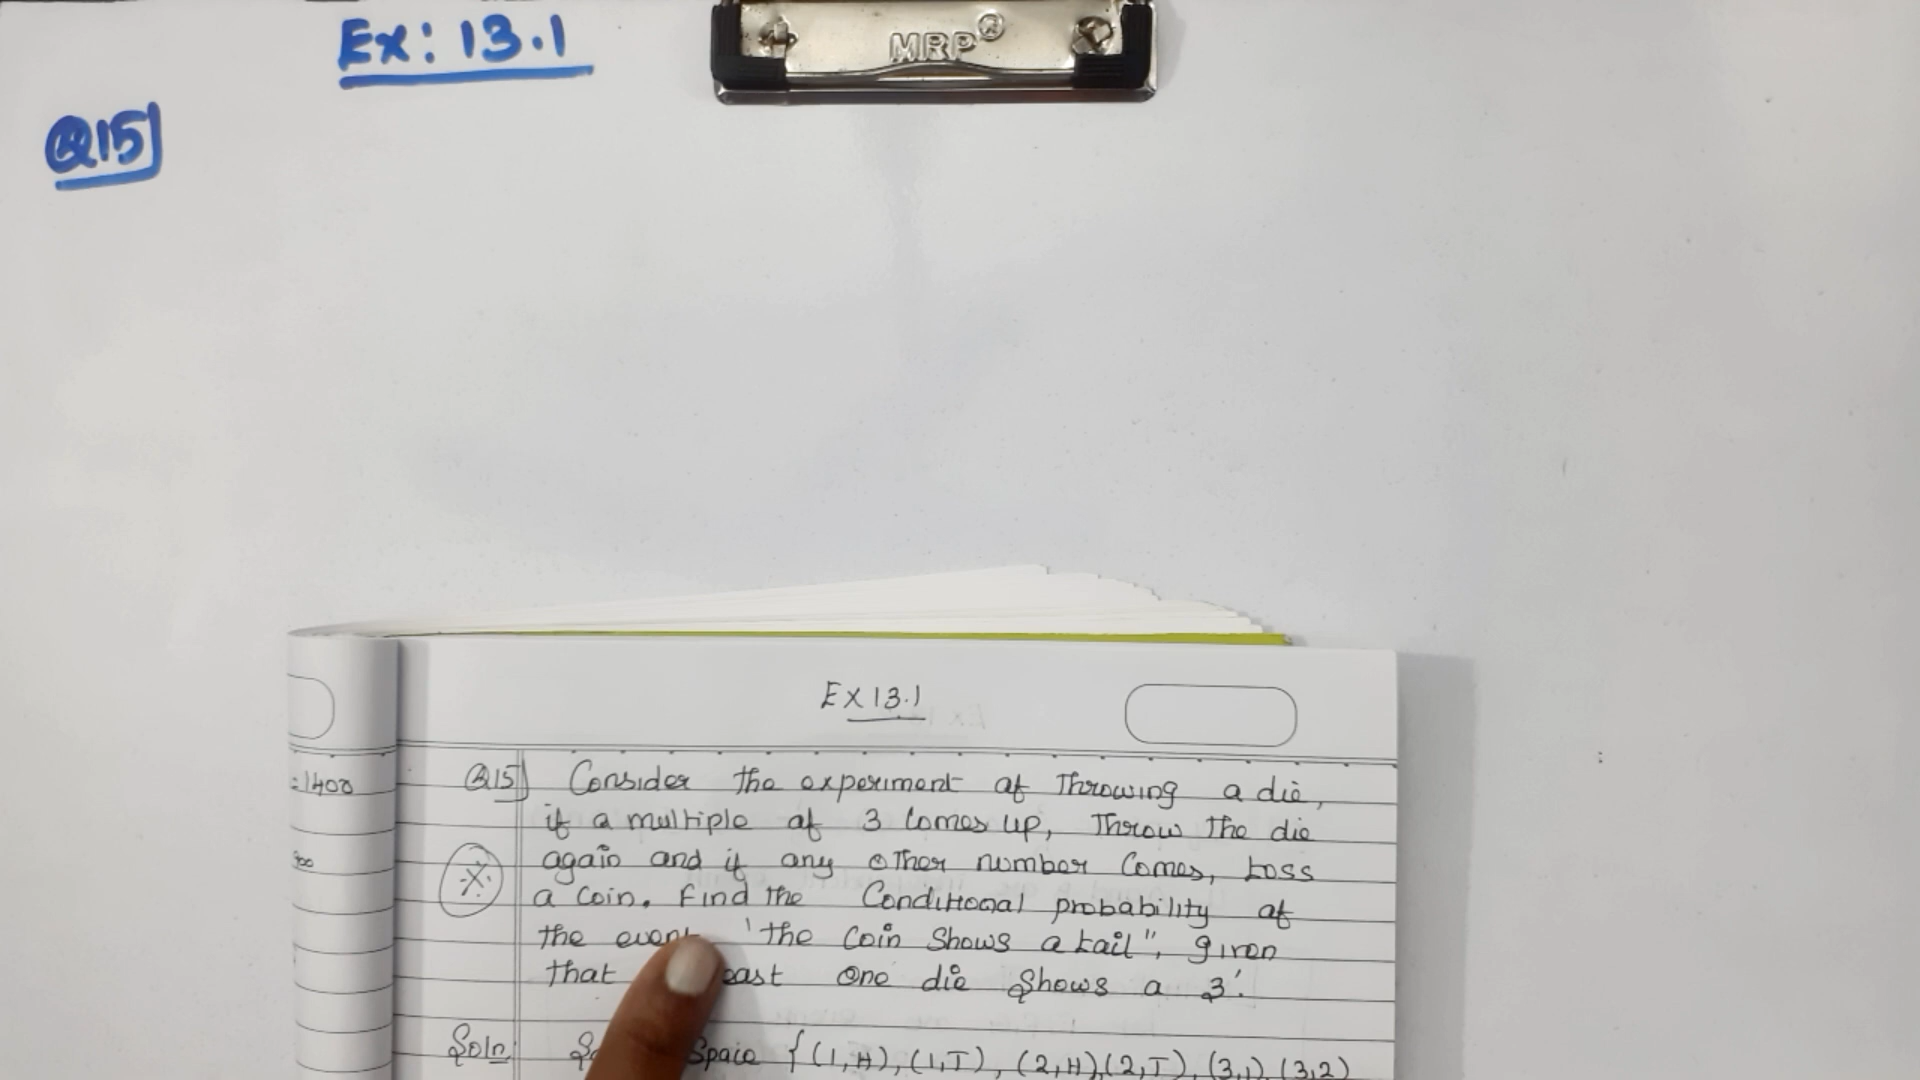 Ex: 13.1
MRP®
Q15]
EX 13.1
Q15] Consider the experiment of Throwing a die,
if a multiple of 3 Comes up, Throw the die
again and if any other number Comes, toss
a coin. Find the Conditional probability of
the event 'the Coin Shows a tail", given
that east one die Shows a 3'.
Soln Spaie {(1,H),(1,T), (2,H),(2,T), (3,1),(3,2)
=1400